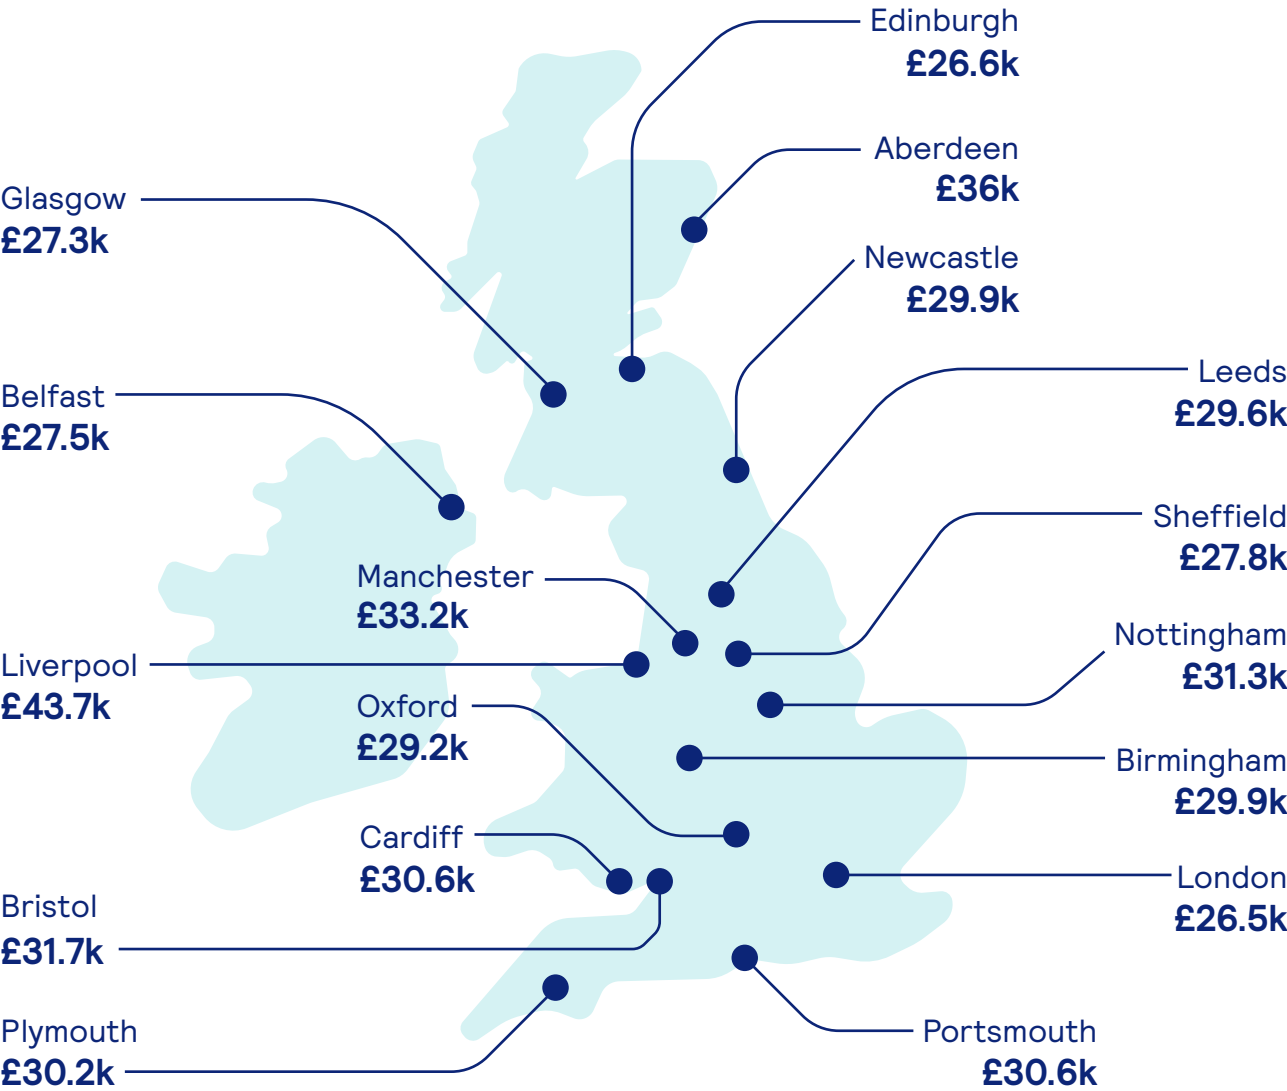 Edinburgh
£26.6k
Aberdeen
£36k
Glasgow
£27.3k
Newcastle
£29.9k
Leeds
£29.6k
Belfast
£27.5k
Sheffield
£27.8k
Manchester
£33.2k
Nottingham
£31.3k
Liverpool
£43.7k
Oxford
£29.2k
Birmingham
£29.9k
Cardiff
£30.6k
London
£26.5k
Bristol
£31.7k
Plymouth
£30.2k
Portsmouth
£30.6k